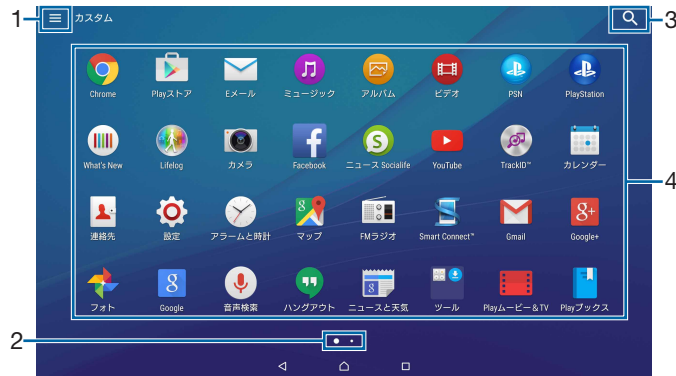 1 カスタム 3
Chrome Playストア Eメール ミュージック アルバム ビデオ PSN PlayStation
What's New Lifelog カメラ Facebook ニュース Socialife YouTube TrackID™ カレンダー
4
連絡先 設定 アラームと時計 マップ FMラジオ Smart Connect™ Gmail Google+
フォト Google 音声検索 ハングアウト ニュースと天気 ツール Playムービー&TV Playブックス
2